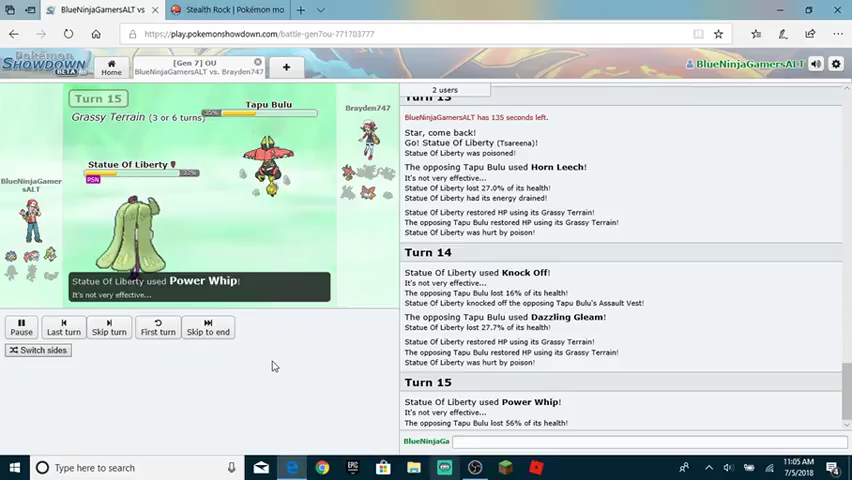 BlueNinjaGamersALT vs
Stealth Rock | Pokémon mo
https://play.pokemonshowdown.com/battle-gen7ou-771703777
Pokémon
SHOWDOWN
BETA
Home
[Gen 7] OU
BlueNinjaGamersALT vs. Brayden747
BlueNinjaGamersALT
2 users
Turn 15
Grassy Terrain (3 or 6 turns)
Tapu Bulu
Brayden747
Statue Of Liberty
32%
PSN
BlueNinjaGamer
sALT
Statue Of Liberty used Power Whip!
It's not very effective...
Pause
Last turn
Skip turn
First turn
Skip to end
Switch sides
Turn 13
BlueNinjaGamersALT has 135 seconds left.
Star, come back!
Go! Statue Of Liberty (Tsareena)!
Statue Of Liberty was poisoned!
The opposing Tapu Bulu used Horn Leech!
It's not very effective...
Statue Of Liberty lost 27.0% of its health!
Statue Of Liberty had its energy drained!
Statue Of Liberty restored HP using its Grassy Terrain!
The opposing Tapu Bulu restored HP using its Grassy Terrain!
Statue Of Liberty was hurt by poison!
Turn 14
Statue Of Liberty used Knock Off!
It's not very effective...
The opposing Tapu Bulu lost 16% of its health!
Statue Of Liberty knocked off the opposing Tapu Bulu's Assault Vest!
The opposing Tapu Bulu used Dazzling Gleam!
Statue Of Liberty lost 27.7% of its health!
Statue Of Liberty restored HP using its Grassy Terrain!
The opposing Tapu Bulu restored HP using its Grassy Terrain!
Statue Of Liberty was hurt by poison!
Turn 15
Statue Of Liberty used Power Whip!
It's not very effective...
The opposing Tapu Bulu lost 56% of its health!
BlueNinjaGa
Type here to search
EPIC
11:05 AM
7/5/2018
4